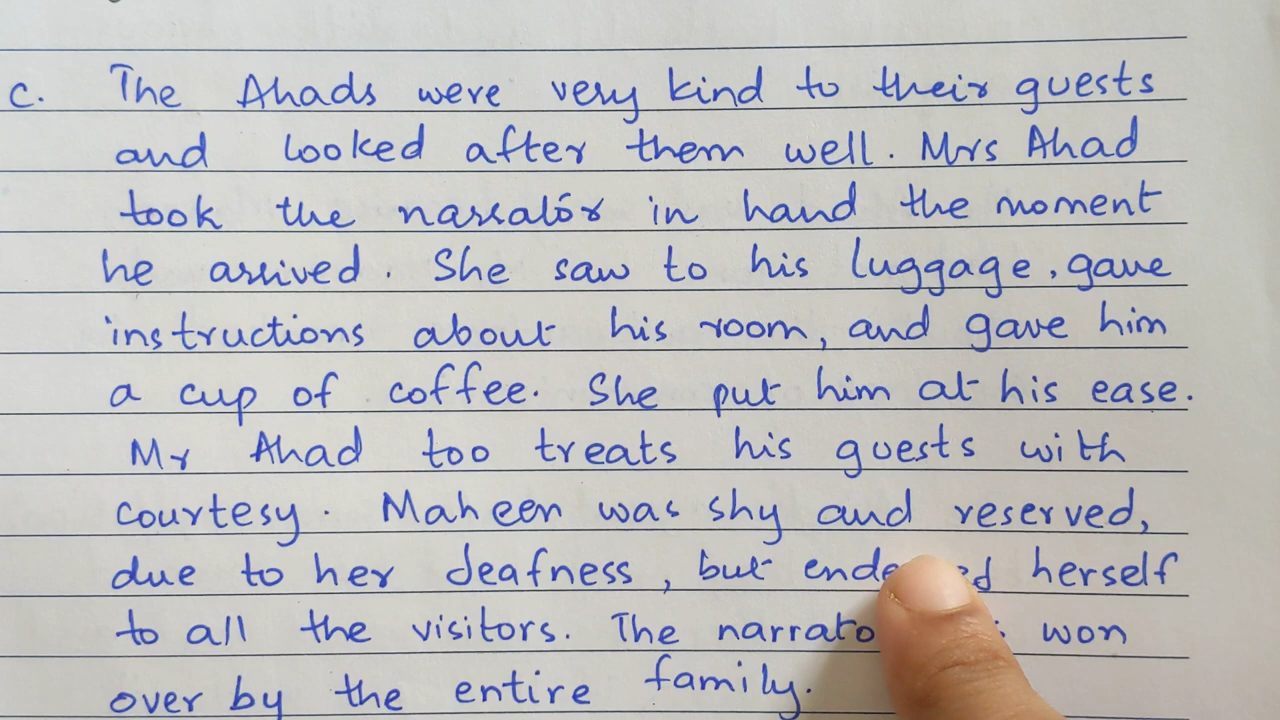 c. The Ahads were very kind to their guests
and looked after them well. Mrs Ahad
took the narrator in hand the moment
he arrived. She saw to his luggage, gave
instructions about his room, and gave him
a cup of coffee. She put him at his ease.
Mr Ahad too treats his guests with
courtesy. Maheen was shy and reserved,
due to her deafness, but herself
to all the visitors. The won
over by the entire family.